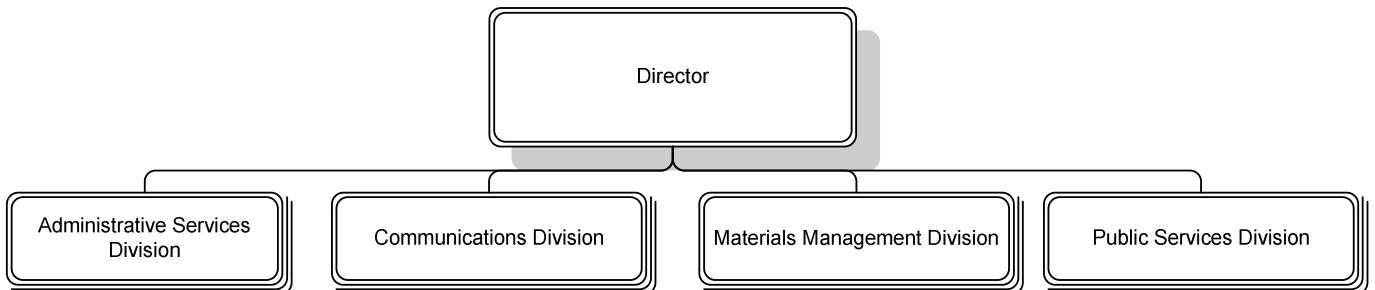 Director
Administrative Services
Division
Communications Division
Materials Management Division
Public Services Division